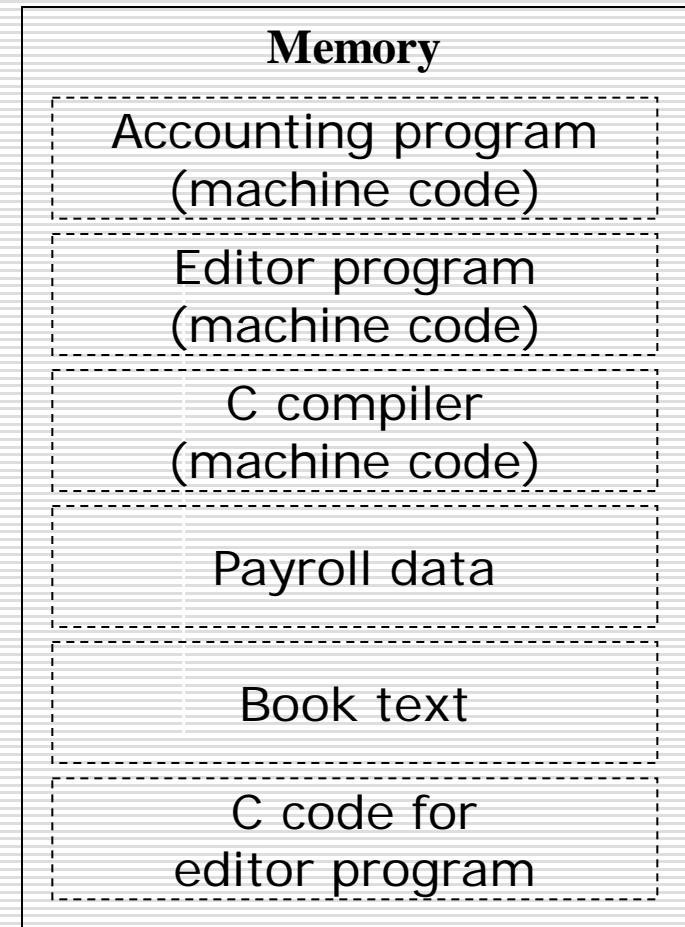 Memory
Accounting program
(machine code)
Editor program
(machine code)
C compiler
(machine code)
Payroll data
Book text
C code for
editor program